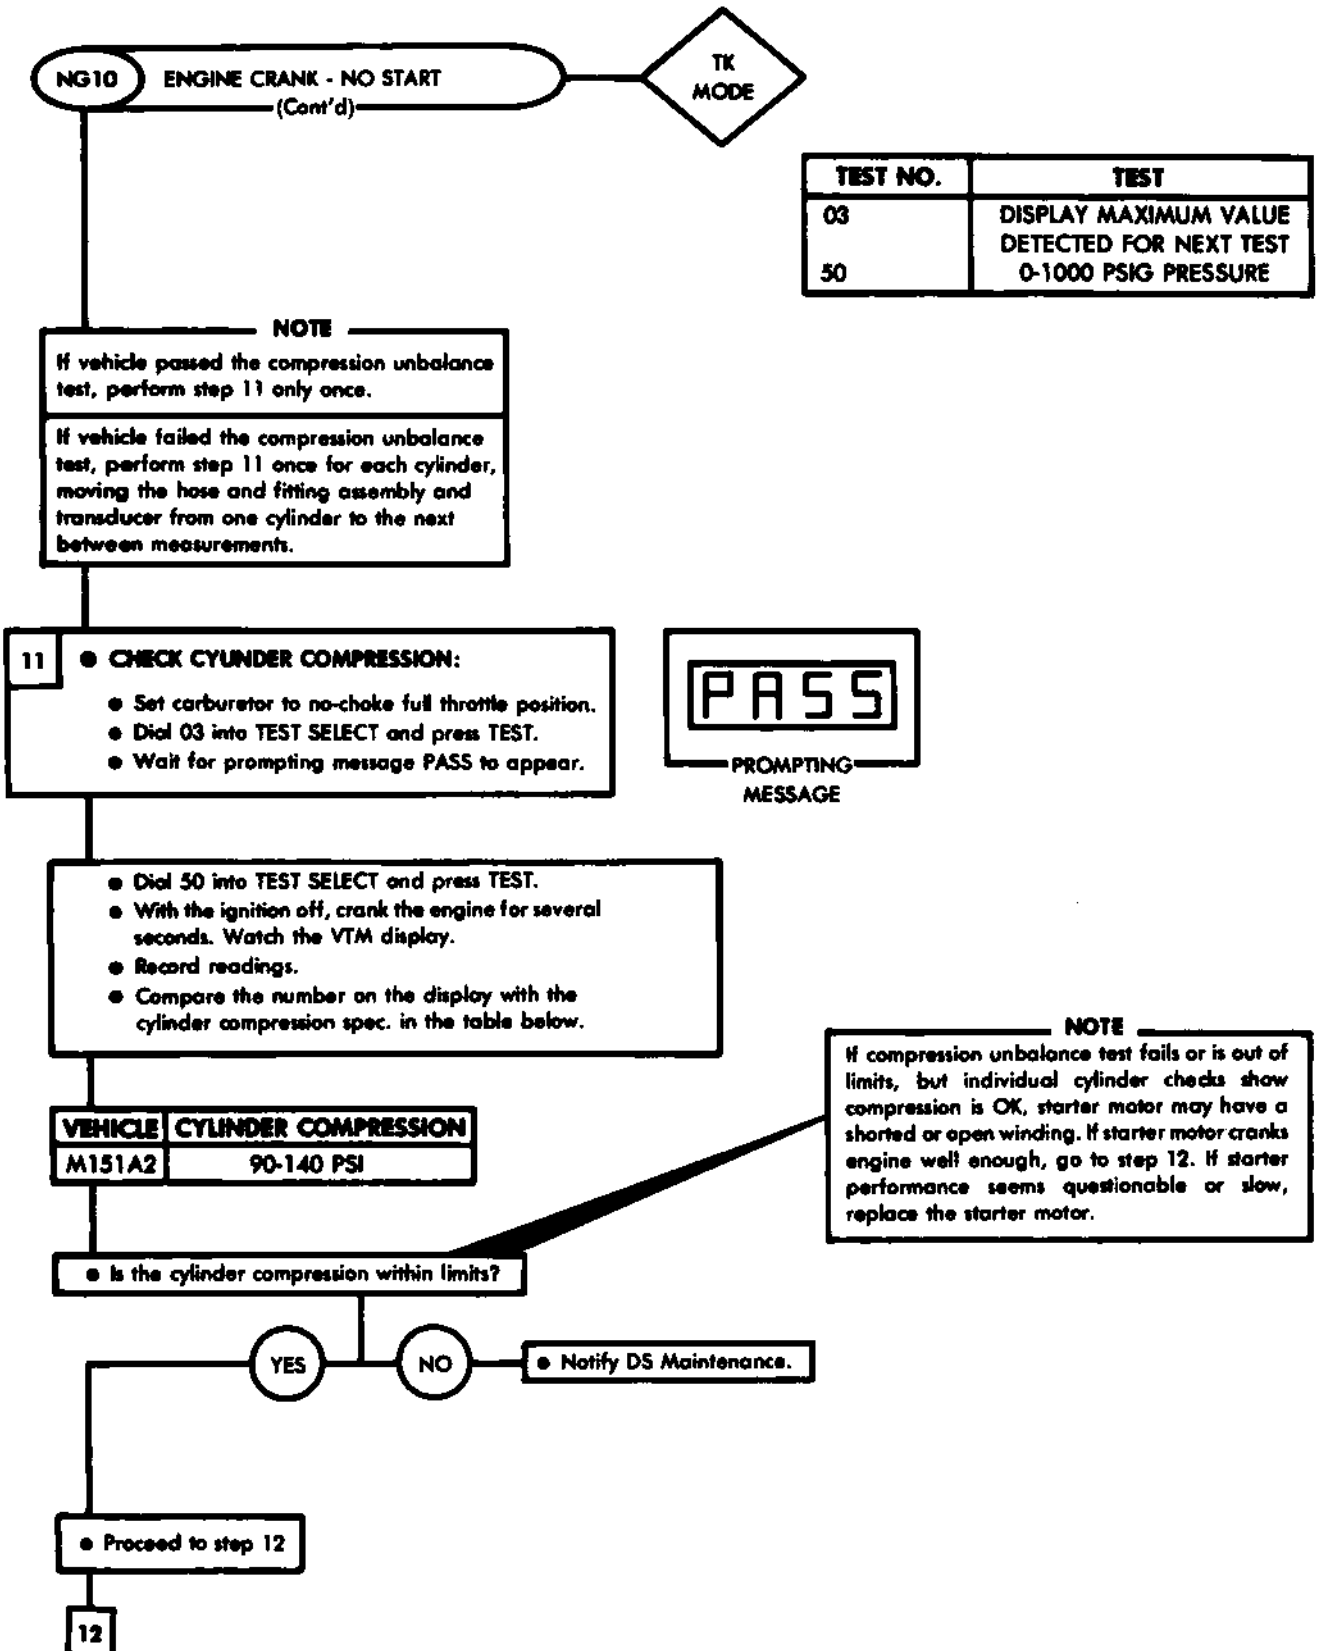 NG10 ENGINE CRANK - NO START
(Cont'd)
TK
MODE
TEST NO. TEST
03 DISPLAY MAXIMUM VALUE
DETECTED FOR NEXT TEST
50 0-1000 PSIG PRESSURE
NOTE
If vehicle passed the compression unbalance
test, perform step 11 only once.
If vehicle failed the compression unbalance
test, perform step 11 once for each cylinder,
moving the hose and fitting assembly and
transducer from one cylinder to the next
between measurements.
11 ● CHECK CYLINDER COMPRESSION:
● Set carburetor to no-choke full throttle position.
● Dial 03 into TEST SELECT and press TEST.
● Wait for prompting message PASS to appear.
PASS
PROMPTING
MESSAGE
● Dial 50 into TEST SELECT and press TEST.
● With the ignition off, crank the engine for several
seconds. Watch the VTM display.
● Record readings.
● Compare the number on the display with the
cylinder compression spec. in the table below.
NOTE
If compression unbalance test fails or is out of
limits, but individual cylinder checks show
compression is OK, starter motor may have a
shorted or open winding. If starter motor cranks
engine well enough, go to step 12. If starter
performance seems questionable or slow,
replace the starter motor.
VEHICLE CYLINDER COMPRESSION
M151A2 90-140 PSI
● Is the cylinder compression within limits?
YES NO ● Notify DS Maintenance.
● Proceed to step 12
12